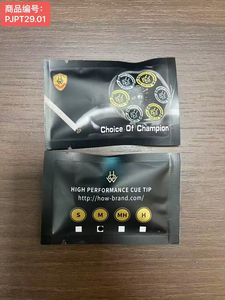 商品编号：
PJPT29.01
Choice Of Champion
HIGH PERFORMANCE CUE TIP
http://how-brand.com/
S M MH H